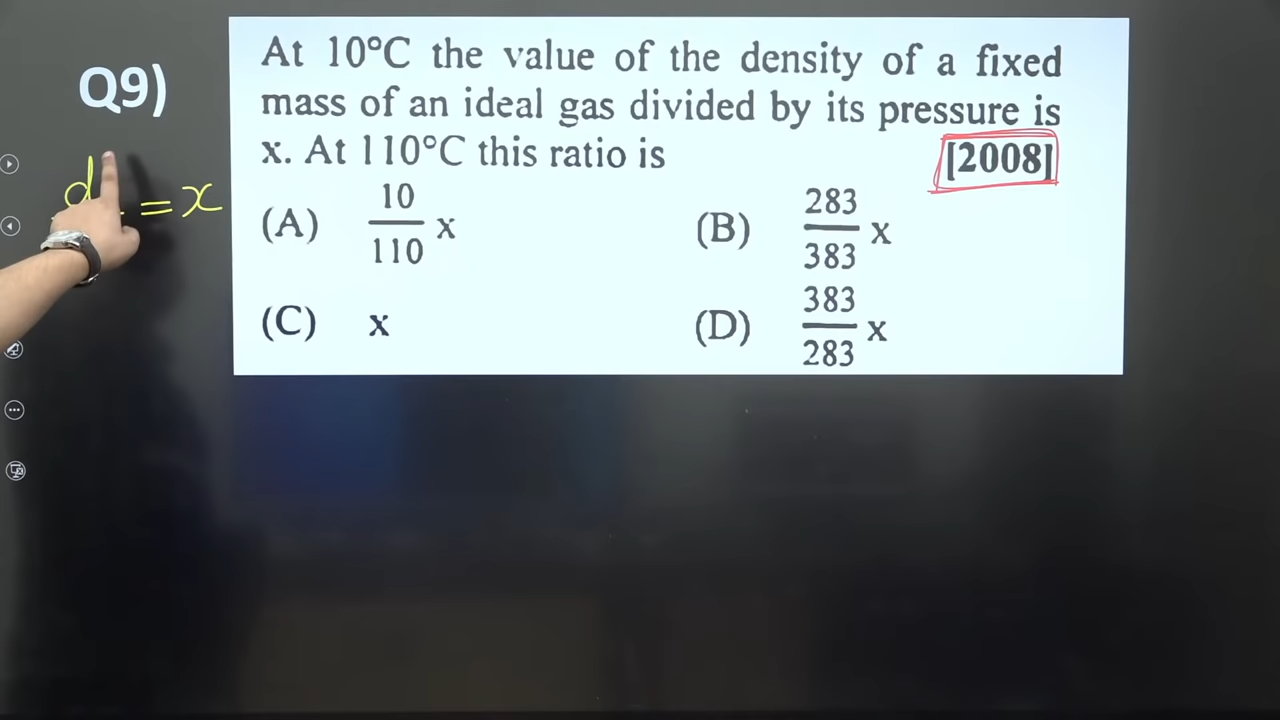 Q9)
At 10°C the value of the density of a fixed
mass of an ideal gas divided by its pressure is
x. At 110°C this ratio is [2008]
d = x
(A) 10/110 x (B) 283/383 x
(C) x (D) 383/283 x